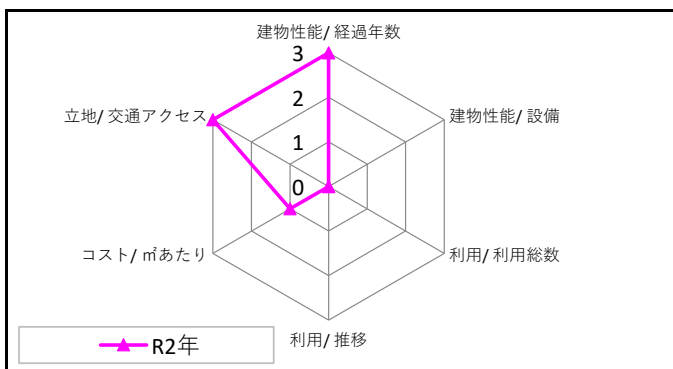 建物性能/ 経過年数
3
立地/ 交通アクセス
建物性能/ 設備
2
1
0
コスト/ ㎡あたり
利用/ 利用総数
利用/ 推移
R2年